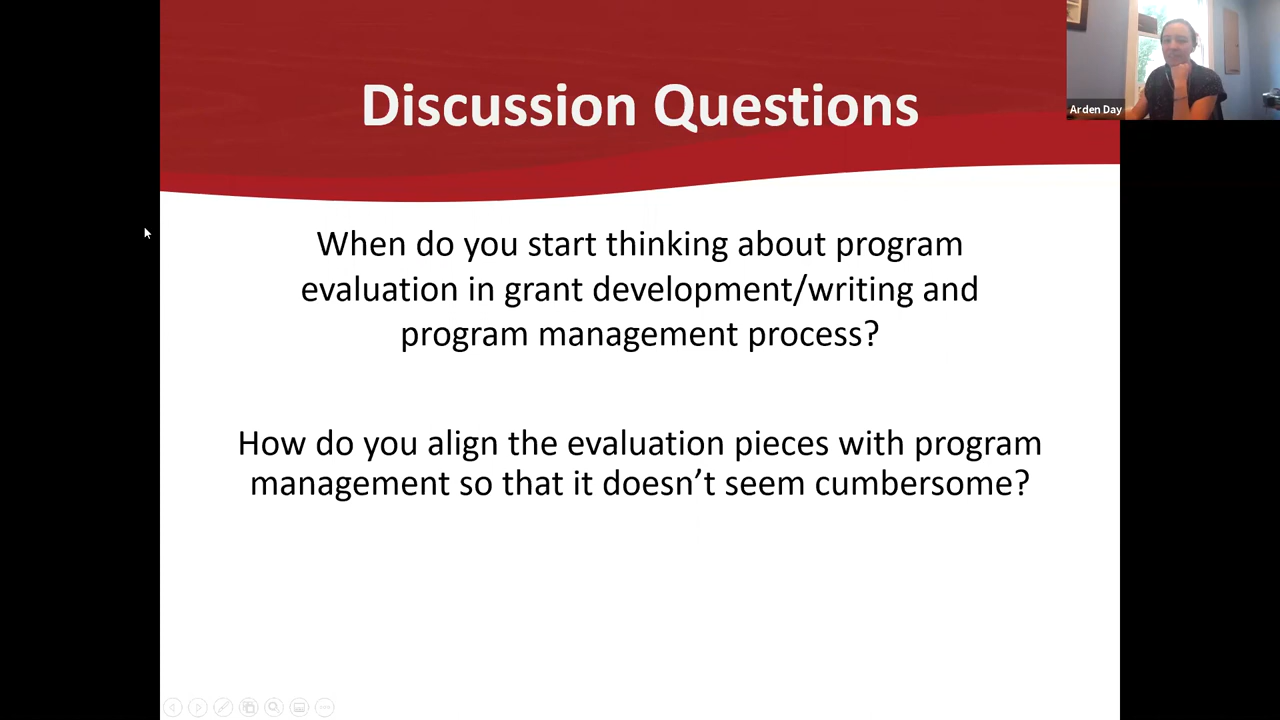 Discussion Questions
Arden Day
When do you start thinking about program
evaluation in grant development/writing and
program management process?
How do you align the evaluation pieces with program
management so that it doesn’t seem cumbersome?